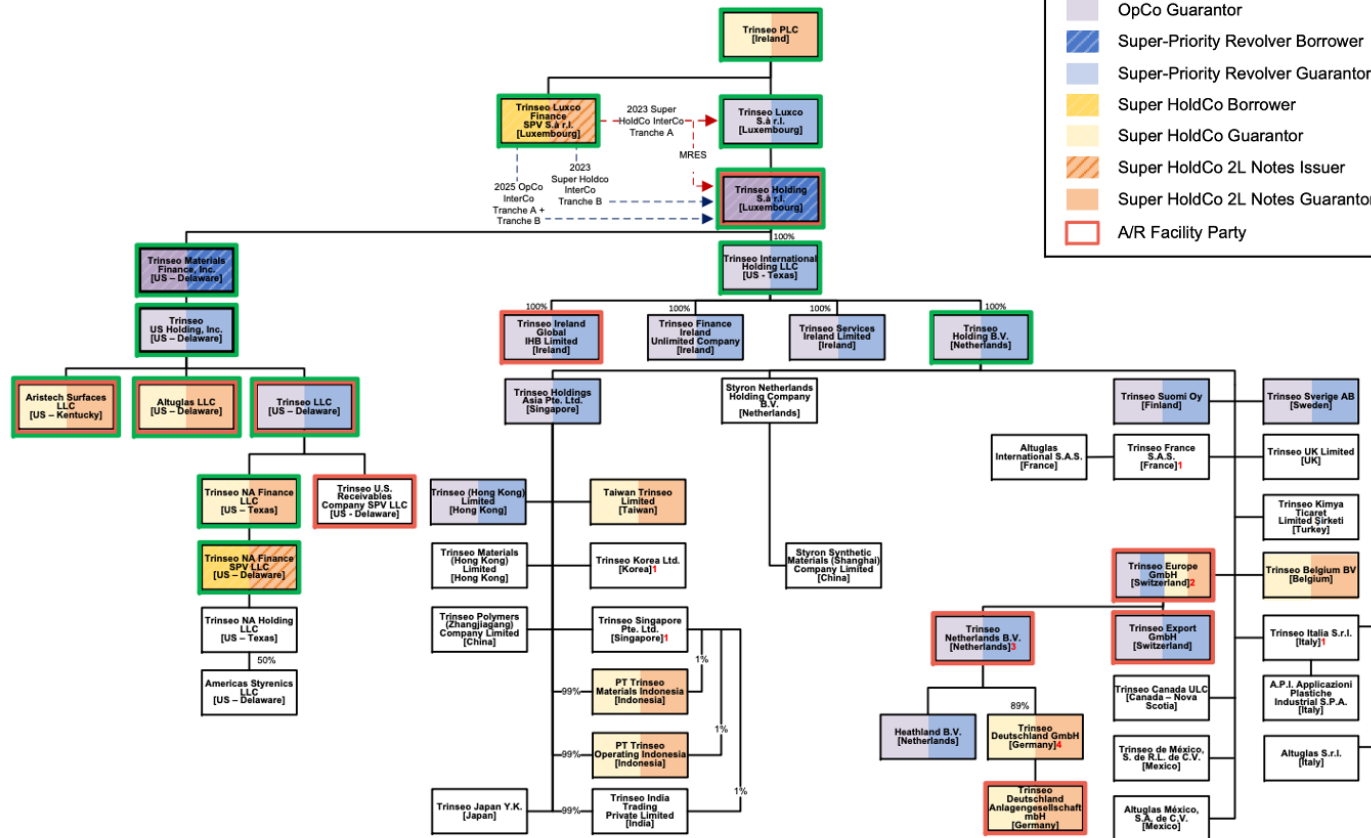 OpCo Guarantor
Super-Priority Revolver Borrower
Super-Priority Revolver Guarantor
Super HoldCo Borrower
Super HoldCo Guarantor
Super HoldCo 2L Notes Issuer
Super HoldCo 2L Notes Guarantor
A/R Facility Party
Trinseo PLC
[Ireland]
Trinseo Luxco
Finance
SPV S.à r.l.
[Luxembourg]
2023 Super
HoldCo InterCo
Tranche A
Trinseo Luxco
S.à r.l.
[Luxembourg]
MRES
2023
Super Holdco
InterCo
Tranche B
2025 OpCo
InterCo
Tranche A +
Tranche B
Trinseo Holding
S.à r.l.
[Luxembourg]
Trinseo Materials
Finance, Inc.
[US – Delaware]
100%
Trinseo International
Holding LLC
[US - Texas]
Trinseo
US Holding, Inc.
[US – Delaware]
100%
100%
100%
100%
Trinseo Ireland
Global
IHB Limited
[Ireland]
Trinseo Finance
Ireland
Unlimited Company
[Ireland]
Trinseo Services
Ireland Limited
[Ireland]
Trinseo
Holding B.V.
[Netherlands]
Aristech Surfaces
LLC
[US – Kentucky]
Altuglas LLC
[US – Delaware]
Trinseo LLC
[US – Delaware]
Trinseo Holdings
Asia Pte. Ltd.
[Singapore]
Styron Netherlands
Holding Company
B.V.
[Netherlands]
Trinseo Suomi Oy
[Finland]
Trinseo Sverige AB
[Sweden]
Altuglas
International S.A.S.
[France]
Trinseo France
S.A.S.
[France]1
Trinseo UK Limited
[UK]
Trinseo NA Finance
LLC
[US – Texas]
Trinseo U.S.
Receivables
Company SPV LLC
[US - Delaware]
Trinseo (Hong Kong)
Limited
[Hong Kong]
Taiwan Trinseo
Limited
[Taiwan]
Trinseo Kimya
Ticaret
Limited Şirketi
[Turkey]
Trinseo NA Finance
SPV LLC
[US – Delaware]
Trinseo Materials
(Hong Kong)
Limited
[Hong Kong]
Trinseo Korea Ltd.
[Korea]1
Styron Synthetic
Materials (Shanghai)
Company Limited
[China]
Trinseo Europe
GmbH
[Switzerland]2
Trinseo Belgium BV
[Belgium]
Trinseo NA Holding
LLC
[US – Texas]
Trinseo Polymers
(Zhangjiagang)
Company Limited
[China]
Trinseo Singapore
Pte. Ltd.
[Singapore]1
Trinseo
Netherlands B.V.
[Netherlands]3
Trinseo Export
GmbH
[Switzerland]
Trinseo Italia S.r.l.
[Italy]1
50%
1%
Americas Styrenics
LLC
[US – Delaware]
99%
PT Trinseo
Materials Indonesia
[Indonesia]
Trinseo Canada ULC
[Canada – Nova
Scotia]
A.P.I. Applicazioni
Plastiche
Industrial S.P.A.
[Italy]
89%
1%
Heathland B.V.
[Netherlands]
Trinseo
Deutschland GmbH
[Germany]4
99%
PT Trinseo
Operating Indonesia
[Indonesia]
Trinseo de México,
S. de R.L. de C.V.
[Mexico]
Altuglas S.r.l.
[Italy]
1%
Trinseo Japan Y.K.
[Japan]
99%
Trinseo India
Trading
Private Limited
[India]
Trinseo
Deutschland
Anlagengesellschaft
mbH
[Germany]
Altuglas México,
S.A. de C.V.
[Mexico]